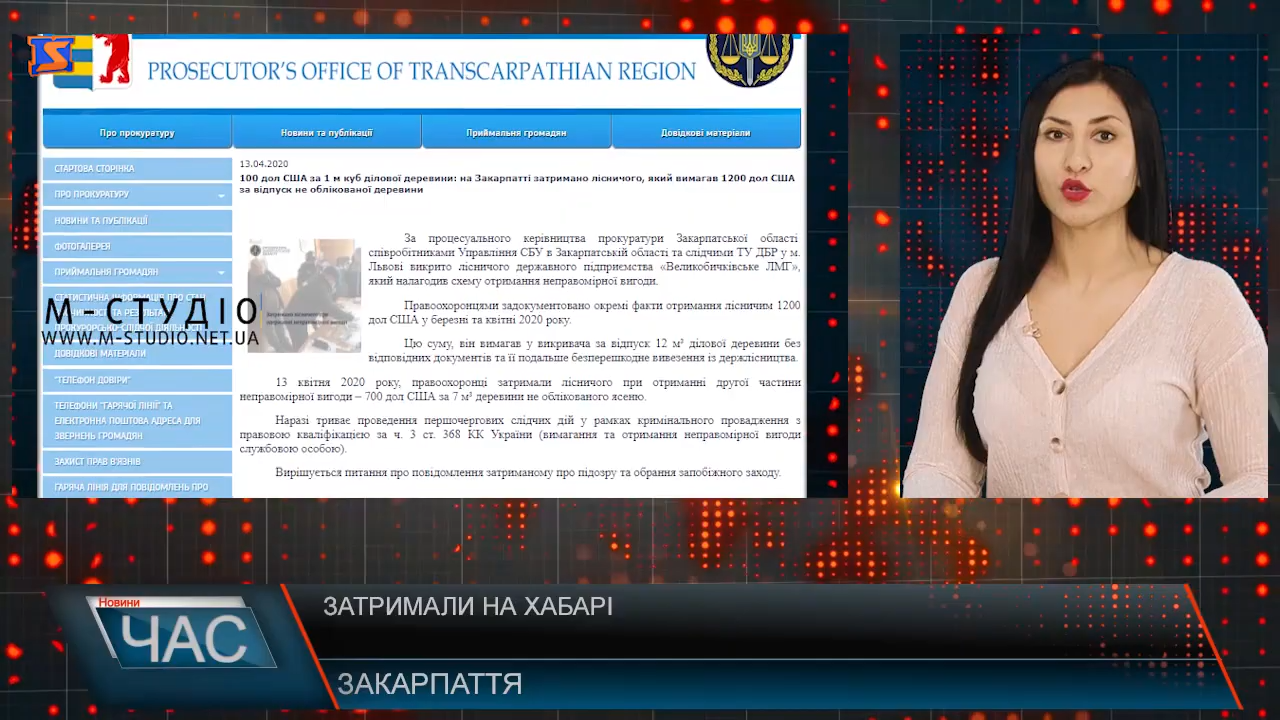 PROSECUTOR'S OFFICE OF TRANSCARPATHIAN REGION
Про прокуратуру
Новини та публікації
Приймальня громадян
Довідкові матеріали
СТАРТОВА СТОРІНКА
ПРО ПРОКУРАТУРУ
НОВИНИ ТА ПУБЛІКАЦІЇ
ФОТОГАЛЕРЕЯ
ПРИЙМАЛЬНЯ ГРОМАДЯН
СТАТИСТИЧНА ІНФОРМАЦІЯ ПРО СТАН
ТА РЕЗУЛЬТАТИ
ПРОКУРОРСЬКО-СЛІДЧОЇ ДІЯЛЬНОСТІ
ДОВІДКОВІ МАТЕРІАЛИ
"ТЕЛЕФОН ДОВІРИ"
ТЕЛЕФОНИ "ГАРЯЧОЇ ЛІНІЇ" ТА
ЕЛЕКТРОННА ПОШТОВА АДРЕСА ДЛЯ
ЗВЕРНЕНЬ ГРОМАДЯН
ЗАХИСТ ПРАВ В'ЯЗНІВ
ГАРЯЧА ЛІНІЯ ДЛЯ ПОВІДОМЛЕНЬ ПРО
М-СТУДІО
WWW.M-STUDIO.NET.UA
13.04.2020
100 дол США за 1 м куб ділової деревини: на Закарпатті затримано лісничого, який вимагав 1200 дол США
за відпуск не облікованої деревини
За процесуального керівництва прокуратури Закарпатської області
співробітниками Управління СБУ в Закарпатській області та слідчими ТУ ДБР у м.
Львові викрито лісничого державного підприємства «Великобичківське ЛМГ»,
який налагодив схему отримання неправомірної вигоди.
Правоохоронцями задокументовано окремі факти отримання лісничим 1200
дол США у березні та квітні 2020 року.
Цю суму, він вимагав у викривача за відпуск 12 м³ ділової деревини без
відповідних документів та її подальше безперешкодне вивезення із держлісництва.
13 квітня 2020 року, правоохоронці затримали лісничого при отриманні другої частини
неправомірної вигоди – 700 дол США за 7 м³ деревини не облікованого ясеню.
Наразі триває проведення першочергових слідчих дій у рамках кримінального провадження з
правовою кваліфікацією за ч. 3 ст. 368 КК України (вимагання та отримання неправомірної вигоди
службовою особою).
Вирішується питання про повідомлення затриманому про підозру та обрання запобіжного заходу.
Новини
ЧАС
ЗАТРИМАЛИ НА ХАБАРІ
ЗАКАРПАТТЯ